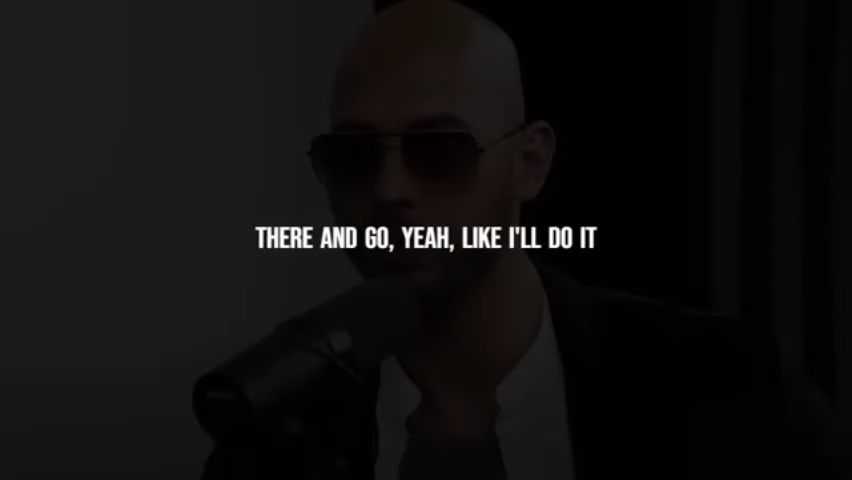 THERE AND GO, YEAH, LIKE I'LL DO IT